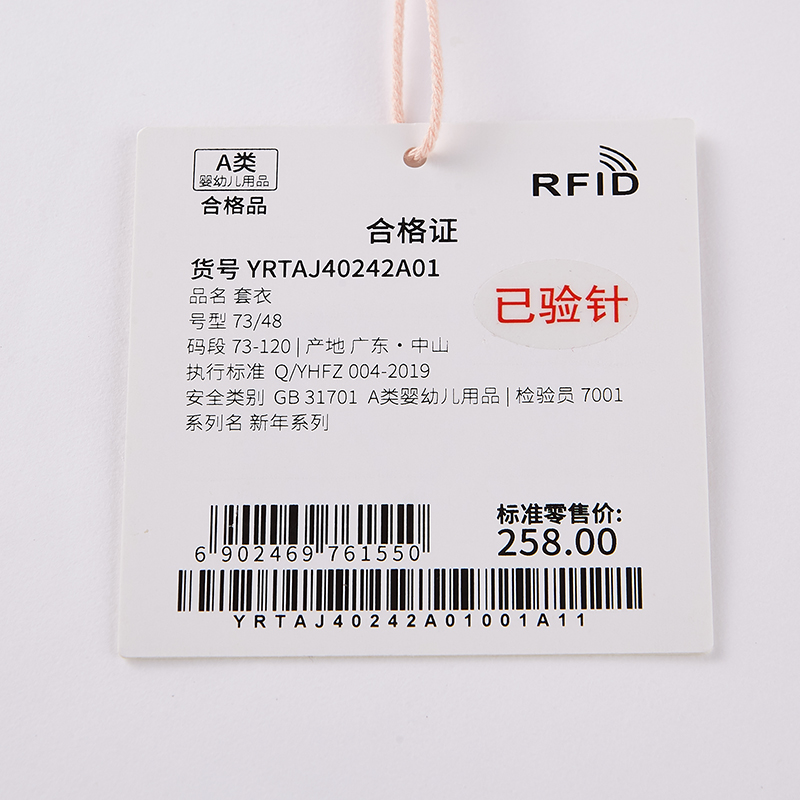 A类
婴幼儿用品
合格品
RFID
合格证
货号 YRTAJ40242A01
品名 套衣
已验针
号型 73/48
码段 73-120 | 产地 广东·中山
执行标准 Q/YHFZ 004-2019
安全类别 GB 31701 A类婴幼儿用品 | 检验员 7001
系列名 新年系列
标准零售价:
258.00
6 902469 761550
YRTAJ40242A01001A11